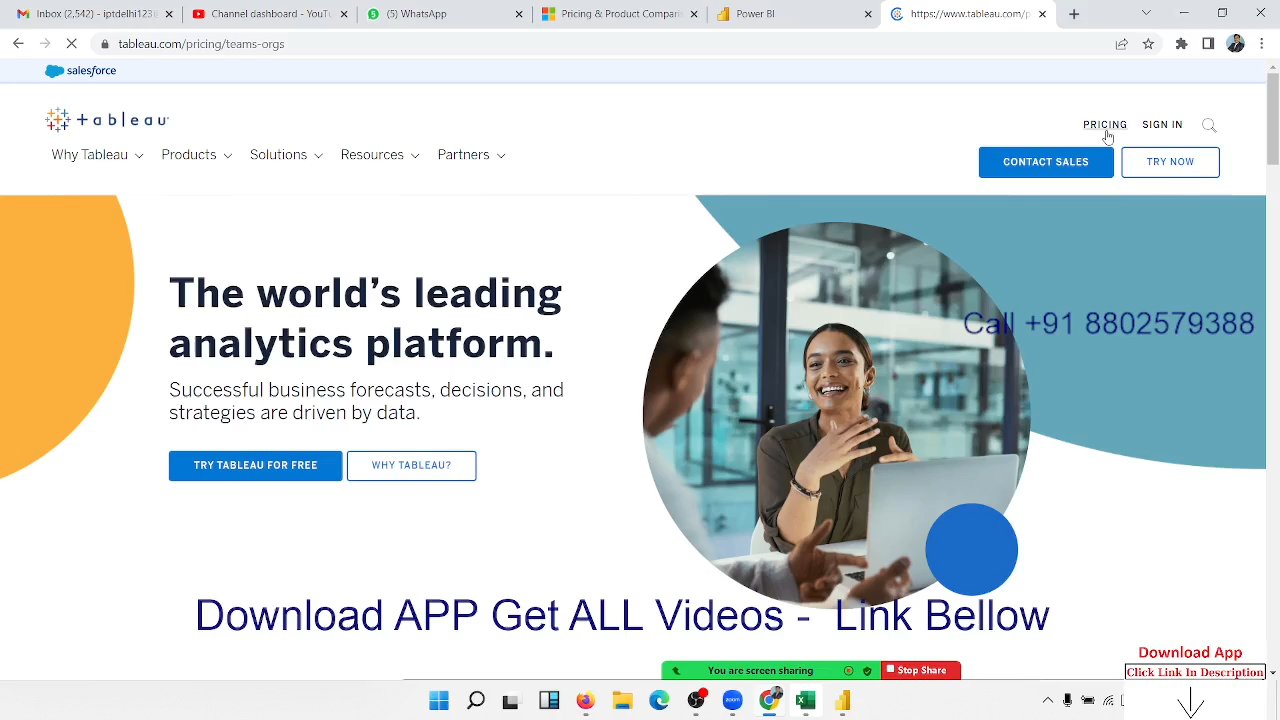 Inbox (2,542) - iptdelhi123
Channel dashboard - YouTu
(5) WhatsApp
Pricing & Product Compare
Power BI
https://www.tableau.com/p
tableau.com/pricing/teams-orgs
salesforce
+ a b l e a u
PRICING
SIGN IN
Why Tableau
Products
Solutions
Resources
Partners
CONTACT SALES
TRY NOW
The world's leading
analytics platform.
Call +91 8802579388
Successful business forecasts, decisions, and
strategies are driven by data.
TRY TABLEAU FOR FREE
WHY TABLEAU?
Download APP Get ALL Videos - Link Bellow
You are screen sharing
Stop Share
Download App
Click Link In Description
zoom